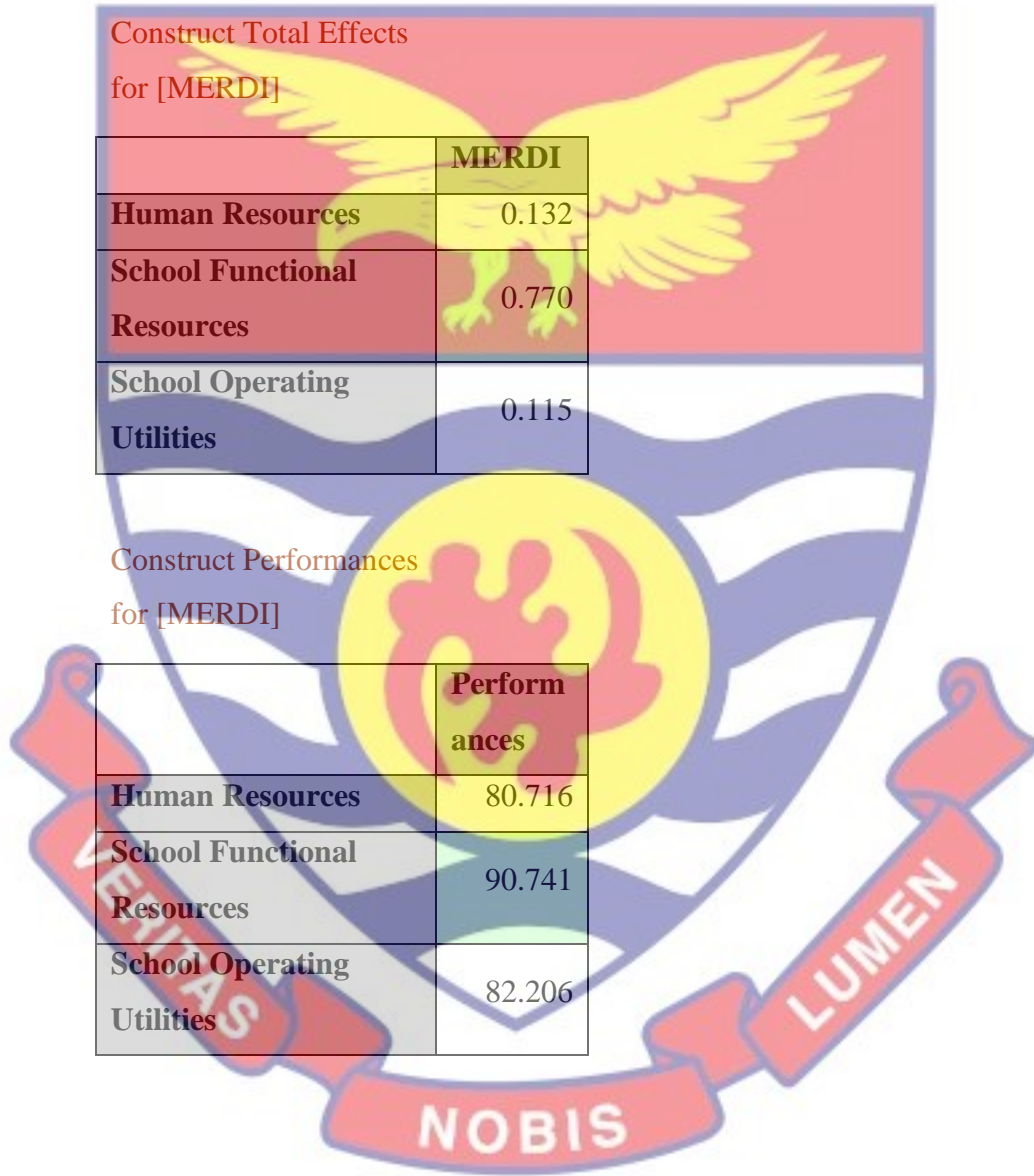 Construct Total Effects
for [MERDI]
MERDI
Human Resources 0.132
School Functional
Resources 0.770
School Operating
Utilities 0.115
Construct Performances
for [MERDI]
Perform
ances
Human Resources 80.716
School Functional
Resources 90.741
School Operating
Utilities 82.206
VERITAS
NOBIS
LUMEN